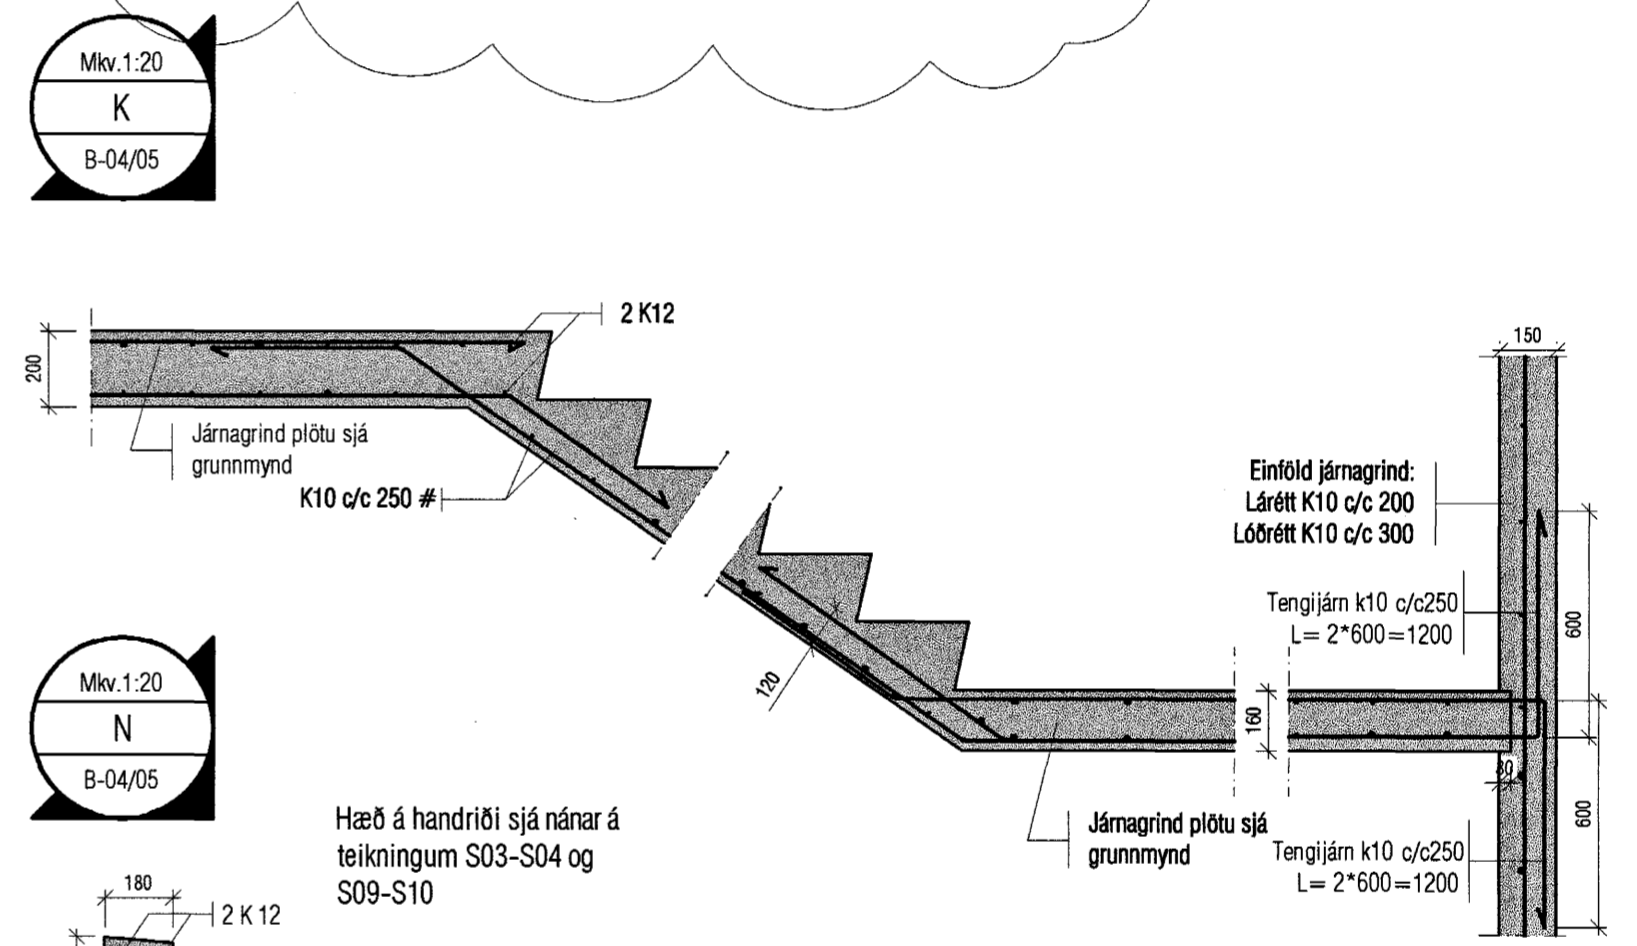 Mkv.1:20
K
B-04/05
2 K12
200
Járnagrind plötu sjá
grunnmynd
K10 c/c 250 #
150
Einföld járnagrind:
Lárétt K10 c/c 200
Lóðrétt K10 c/c 300
Tengijárn k10 c/c250
L= 2*600=1200
600
120
160
Járnagrind plötu sjá
grunnmynd
Tengijárn k10 c/c250
L= 2*600=1200
600
Mkv.1:20
N
B-04/05
Hæð á handriði sjá nánar á
teikningum S03-S04 og
S09-S10
180
2 K 12